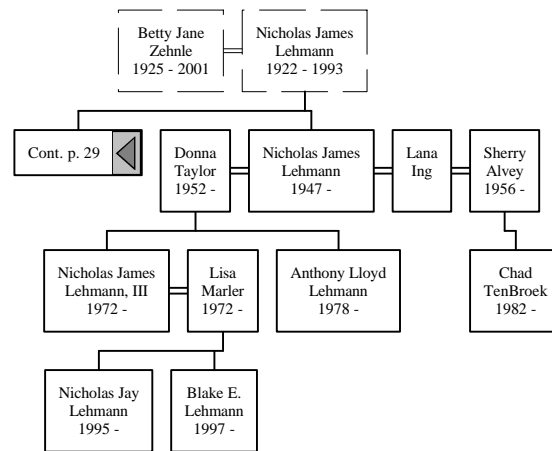 Betty Jane
Zehnle
1925 - 2001
Nicholas James
Lehmann
1922 - 1993
Cont. p. 29
Donna
Taylor
1952 -
Nicholas James
Lehmann
1947 -
Lana
Ing
Sherry
Alvey
1956 -
Nicholas James
Lehmann, III
1972 -
Lisa
Marler
1972 -
Anthony Lloyd
Lehmann
1978 -
Chad
TenBroek
1982 -
Nicholas Jay
Lehmann
1995 -
Blake E.
Lehmann
1997 -